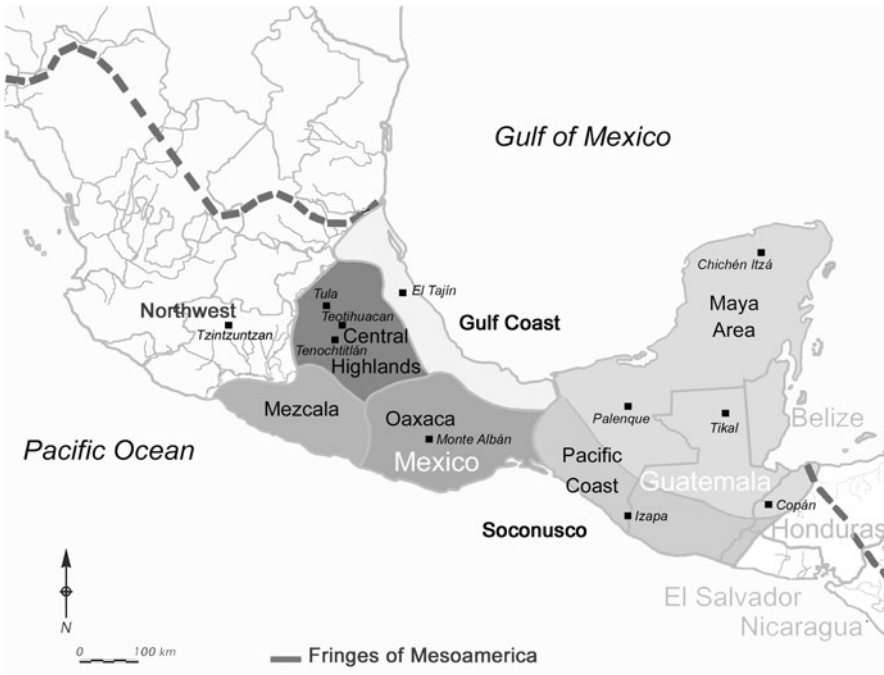 Gulf of Mexico
Chichén Itzá
Maya
Area
El Tajín
Tula
Teotihuacan
Northwest
Tzintzuntzan
Gulf Coast
Central
Tenochtitlán
Highlands
Mezcala
Oaxaca
Palenque
Tikal
Belize
Monte Albán
Pacific Ocean
Mexico
Pacific
Coast
Guatemala
Copán
Izapa
Soconusco
Honduras
El Salvador
Nicaragua
N
0 100 km
Fringes of Mesoamerica